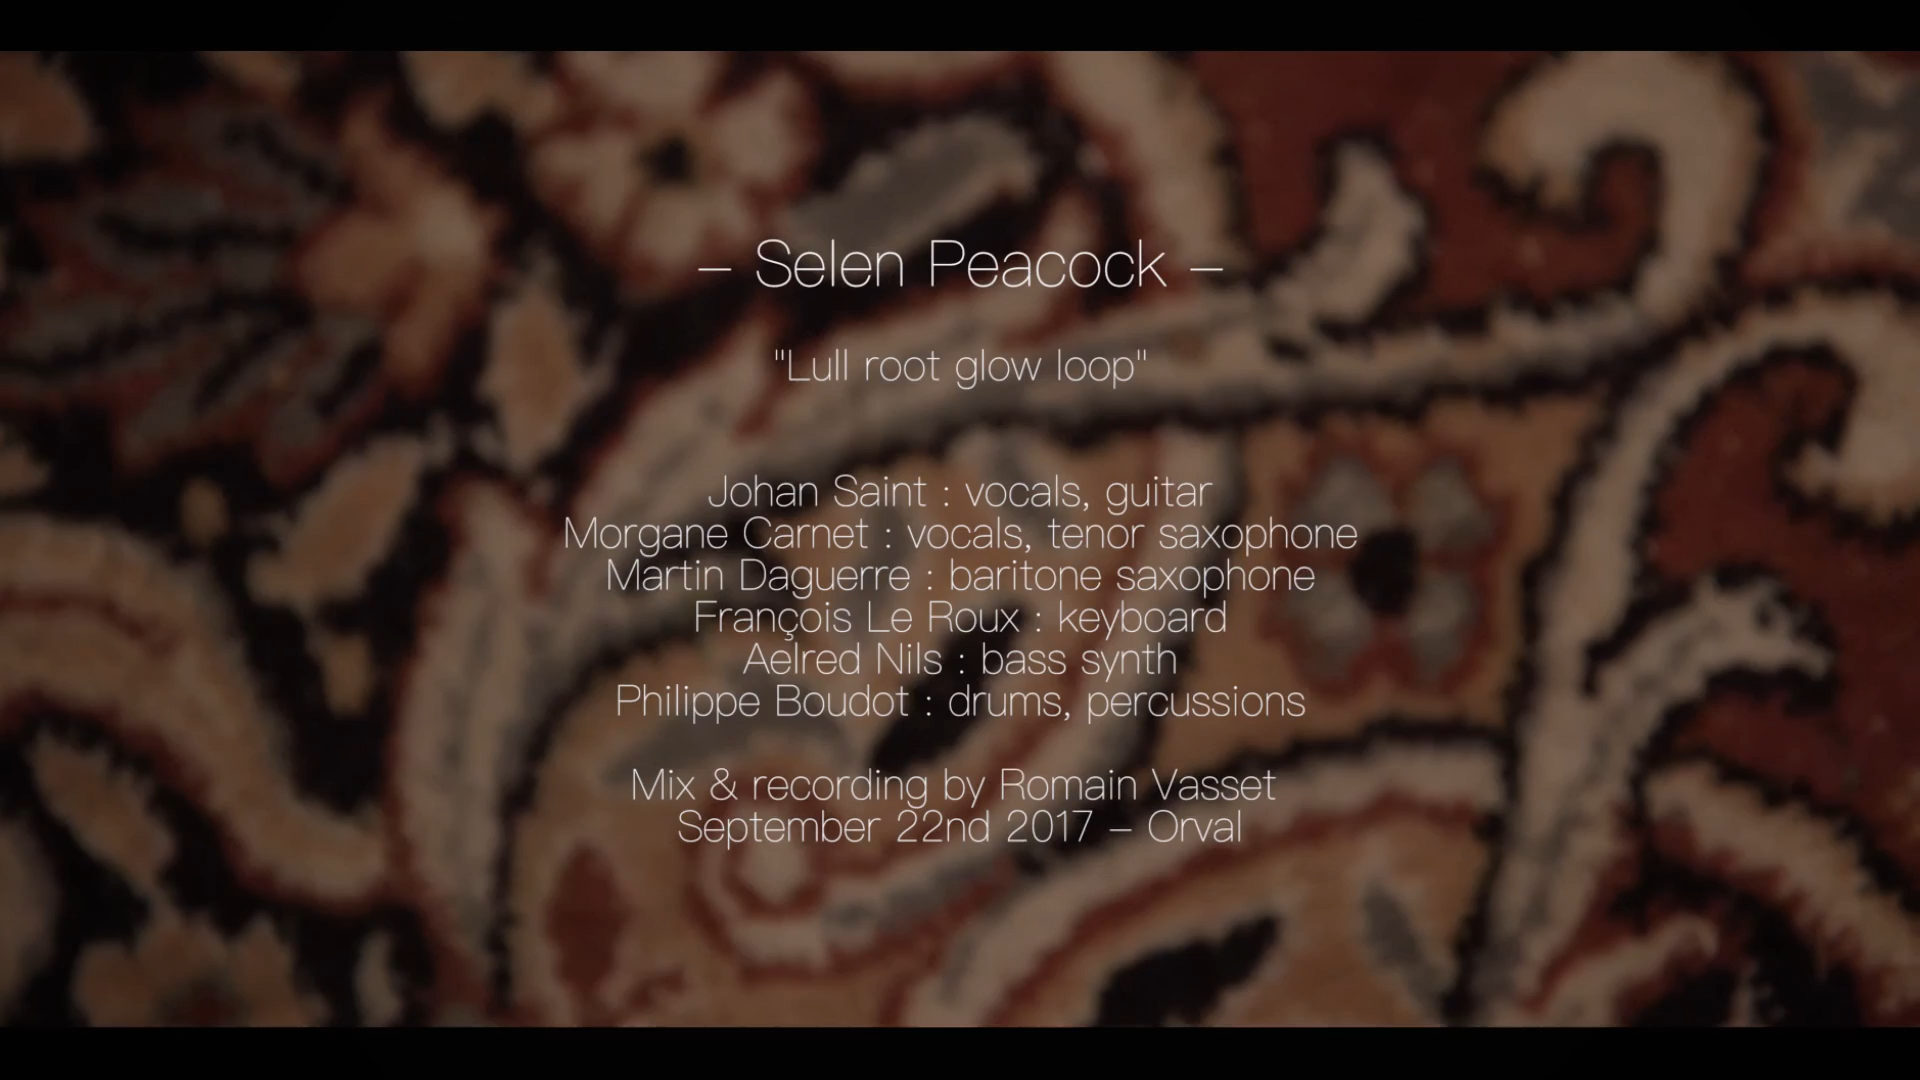 – Selen Peacock –
"Lull root glow loop"
Johan Saint : vocals, guitar
Morgane Carnet : vocals, tenor saxophone
Martin Daguerre : baritone saxophone
François Le Roux : keyboard
Aelred Nils : bass synth
Philippe Boudot : drums, percussions
Mix & recording by Romain Vasset
September 22nd 2017 – Orval